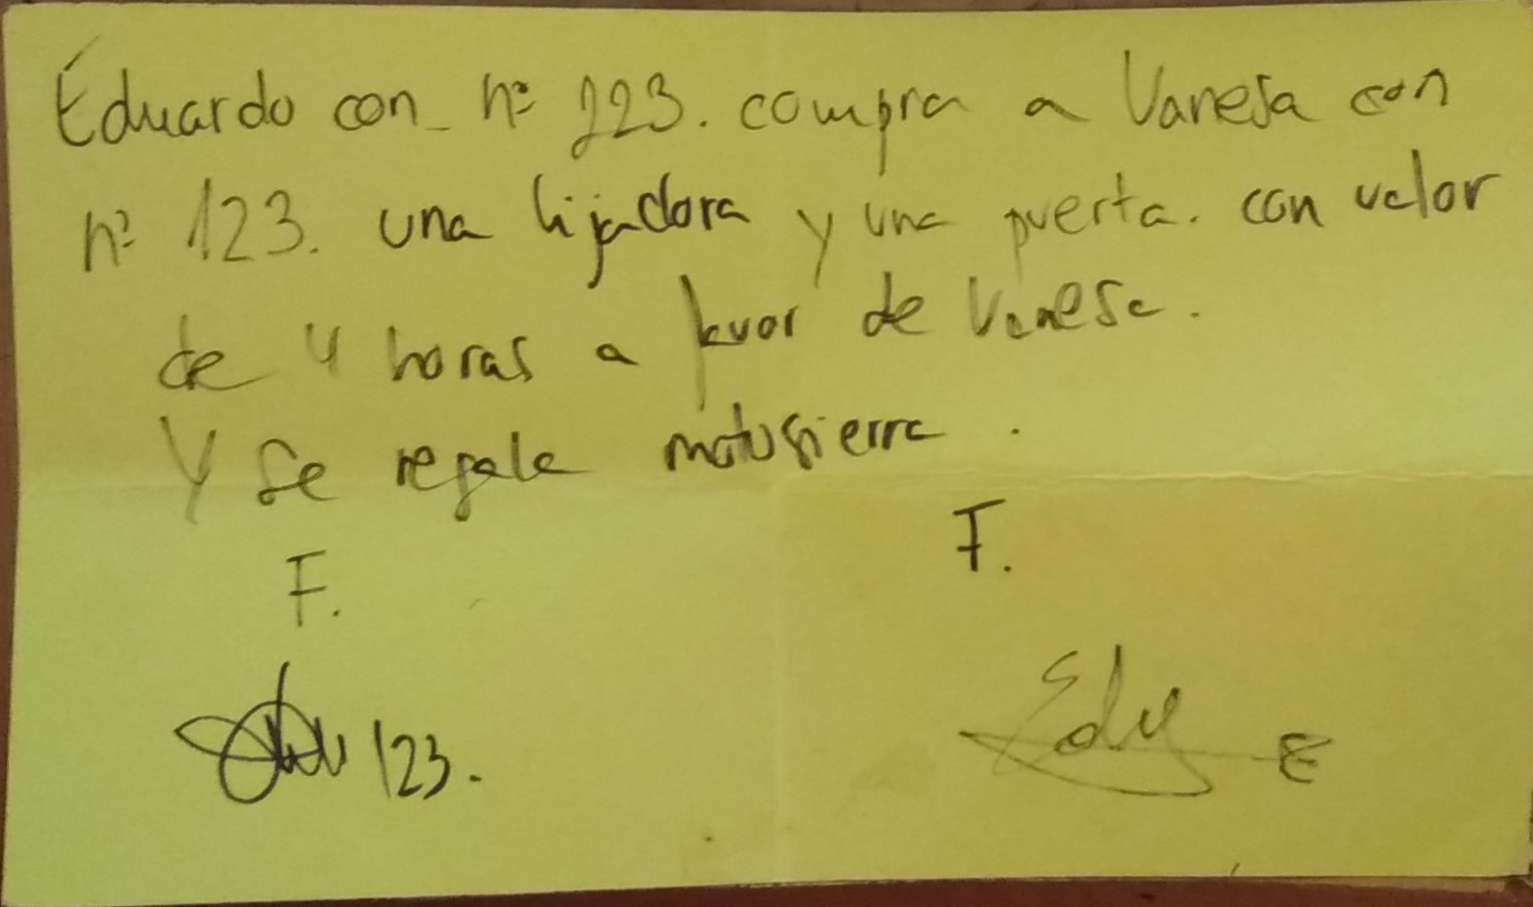 Eduardo con nº 223. compra a Vanesa con
nº 123. una lijadora y una puerta. con valor
de 4 horas a favor de Vanesa.
Y se regala motosierra.
F. F.
123. Edu E